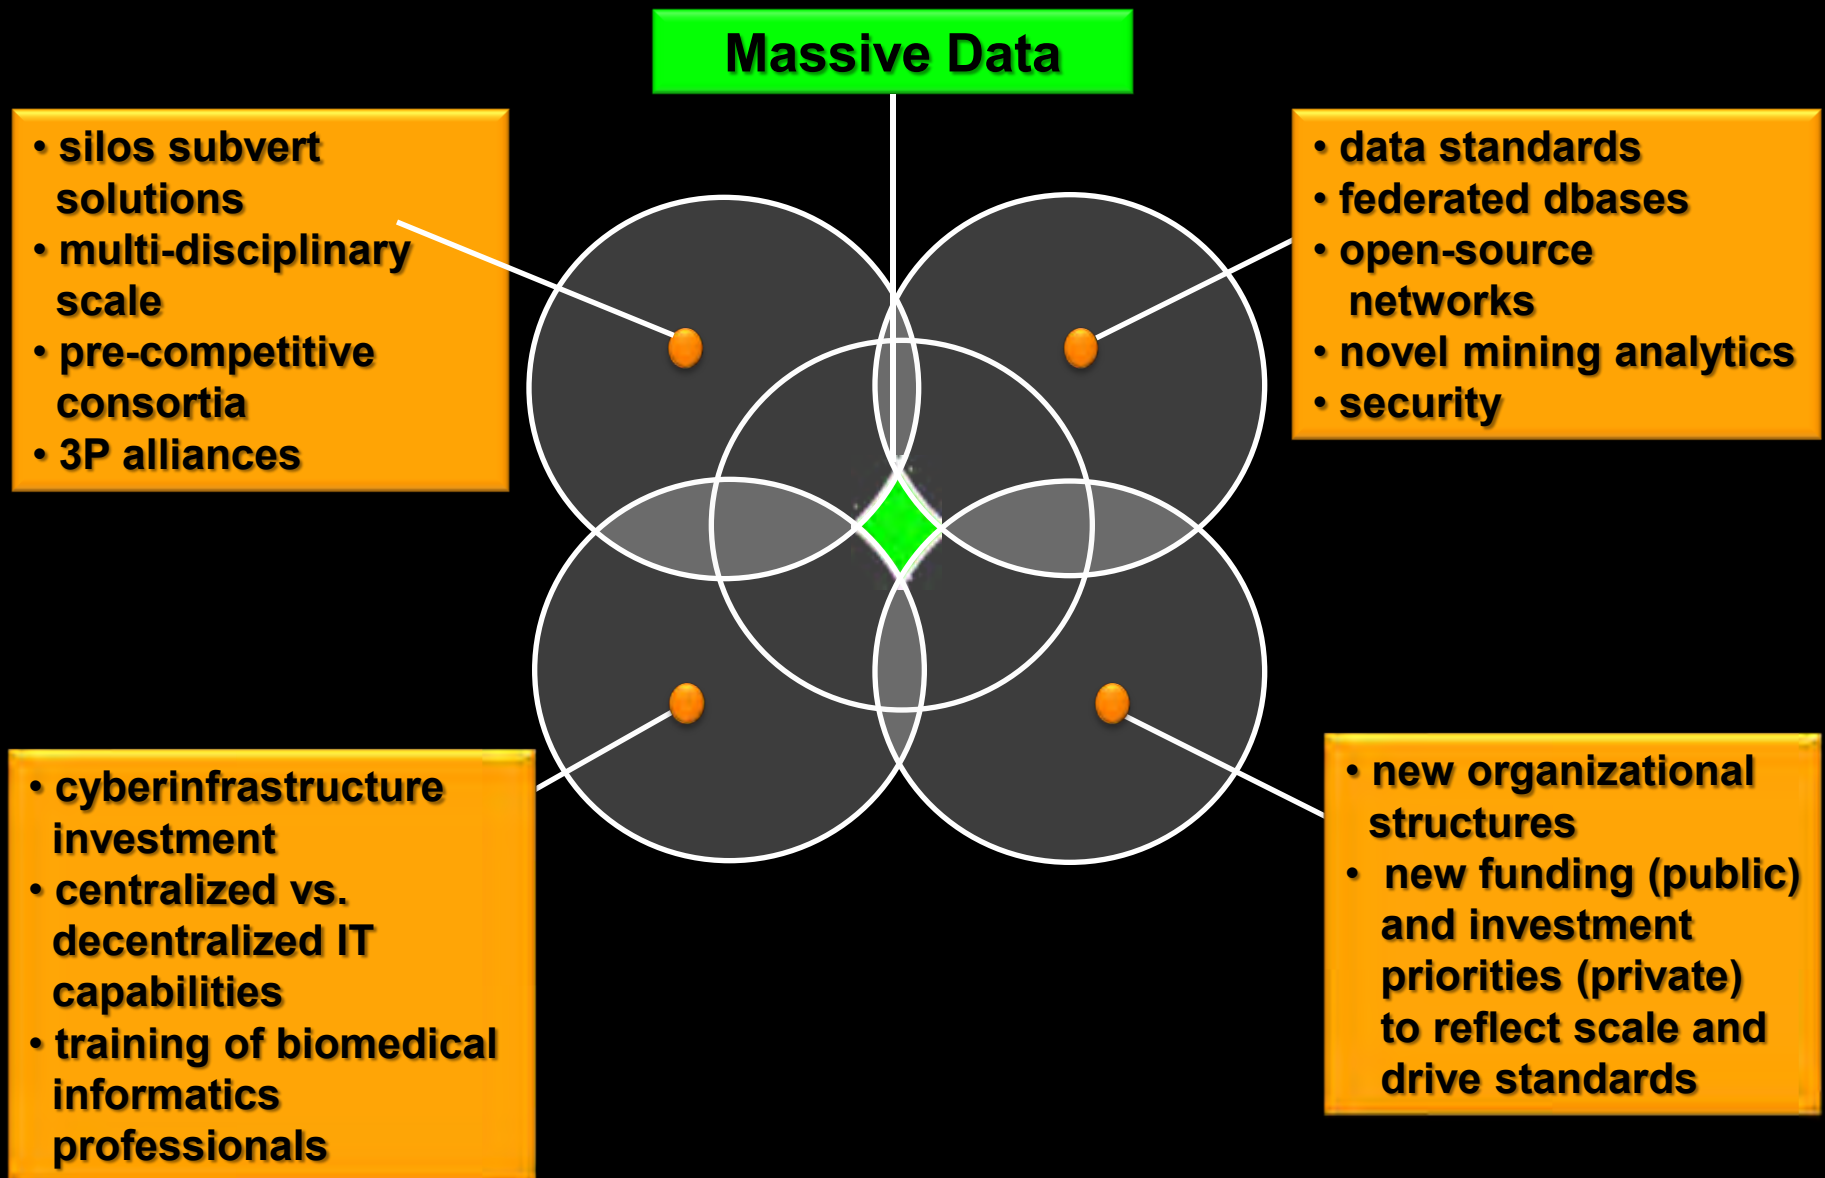 Massive Data
• silos subvert
solutions
• multi-disciplinary
scale
• pre-competitive
consortia
• 3P alliances
• data standards
• federated dbases
• open-source
networks
• novel mining analytics
• security
• cyberinfrastructure
investment
• centralized vs.
decentralized IT
capabilities
• training of biomedical
informatics
professionals
• new organizational
structures
• new funding (public)
and investment
priorities (private)
to reflect scale and
drive standards